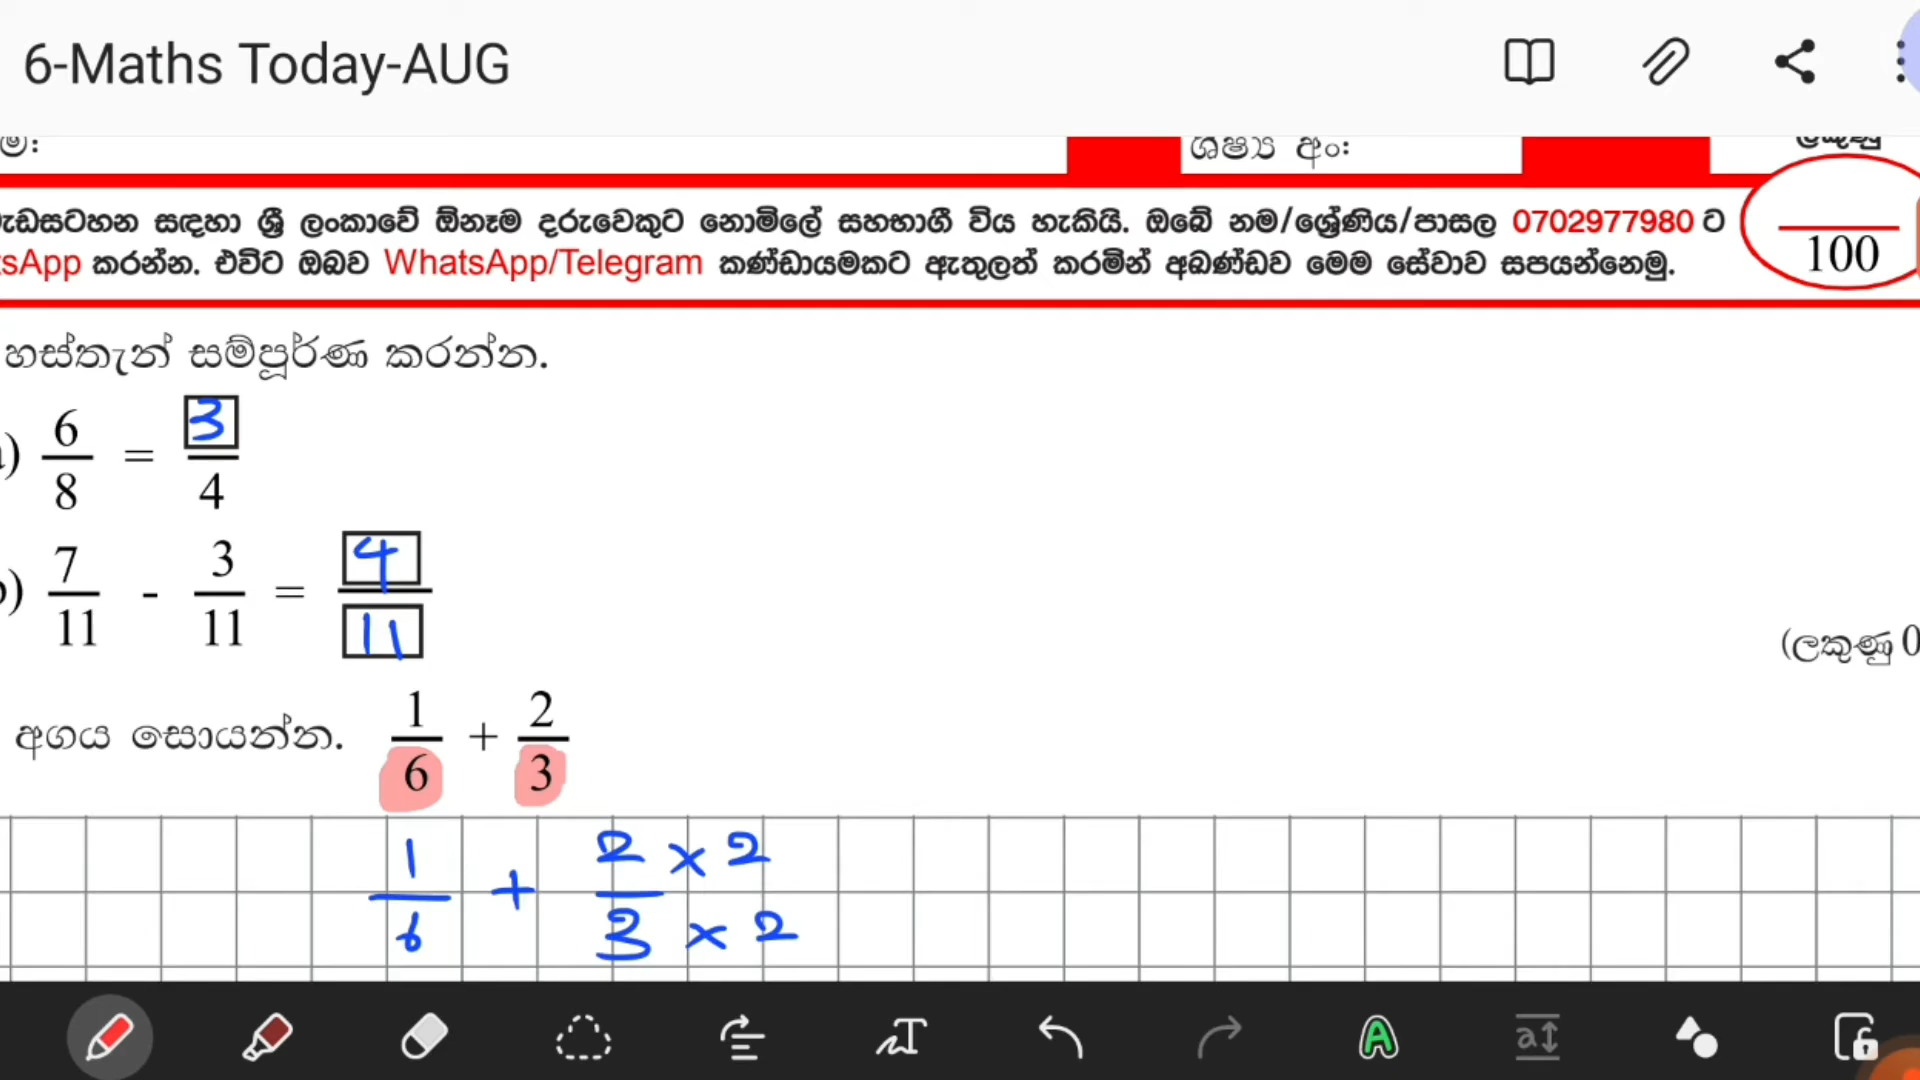 6-Maths Today-AUG
ශිෂ්‍ය අං: ලකුණු
සඳහා ශ්‍රී ලංකාවේ ඕනෑම දරුවෙකුට නොමිලේ සහභාගී විය හැකියි. ඔබේ නම/ශ්‍රේණිය/පාසල 0702977980 ට
tsApp කරන්න. එවිට ඔබව WhatsApp/Telegram කණ්ඩායමකට ඇතුලත් කරමින් අඛණ්ඩව මෙම සේවාව සපයන්නෙමු.
100
හිස්තැන් සම්පූර්ණ කරන්න.
) 6/8 = 3/4
) 7/11 - 3/11 = 4/11
(ලකුණු 0
අගය සොයන්න. 1/6 + 2/3
1/6 + 2 × 2/3 × 2